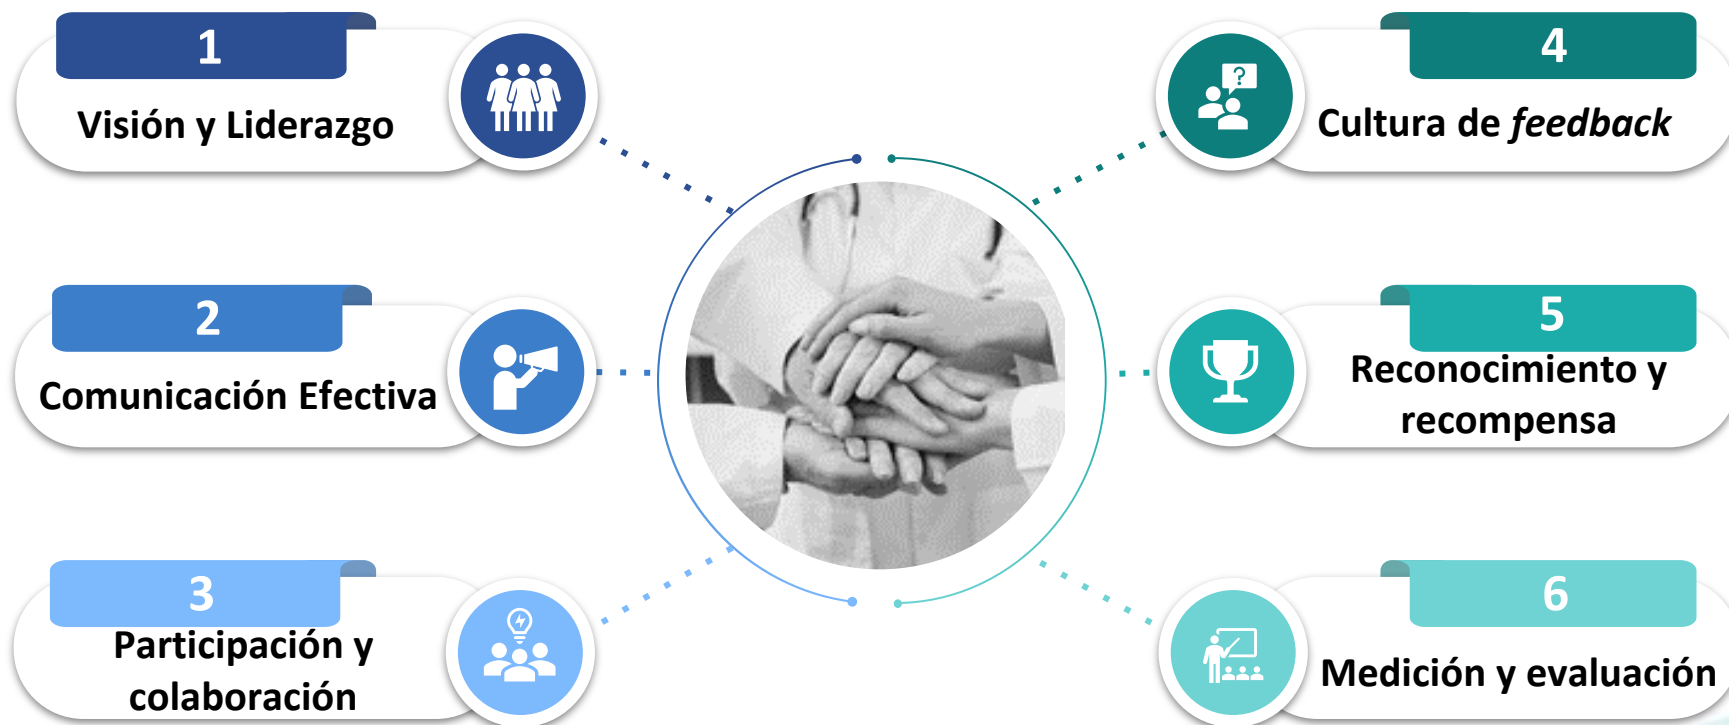 1
Visión y Liderazgo
2
Comunicación Efectiva
3
Participación y
colaboración
4
Cultura de feedback
5
Reconocimiento y
recompensa
6
Medición y evaluación
?